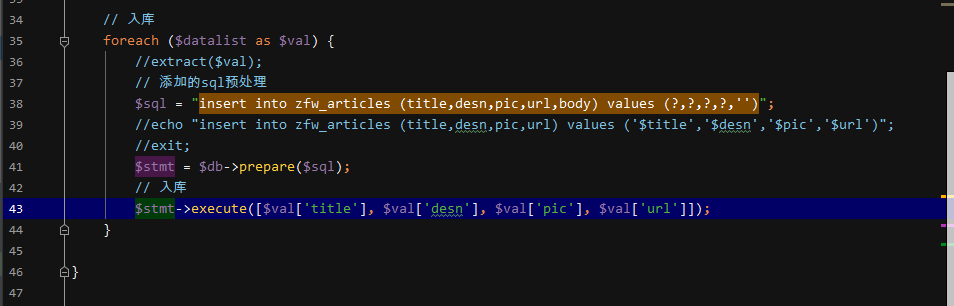 34 // 入库
35 foreach ($datalist as $val) {
36 //extract($val);
37 // 添加的sql预处理
38 $sql = "insert into zfw_articles (title,desn,pic,url,body) values (?,?,?,?,'')";
39 //echo "insert into zfw_articles (title,desn,pic,url) values ('$title','$desn','$pic','$url')";
40 //exit;
41 $stmt = $db->prepare($sql);
42 // 入库
43 $stmt->execute([$val['title'], $val['desn'], $val['pic'], $val['url']]);
44 }
45
46 }
47